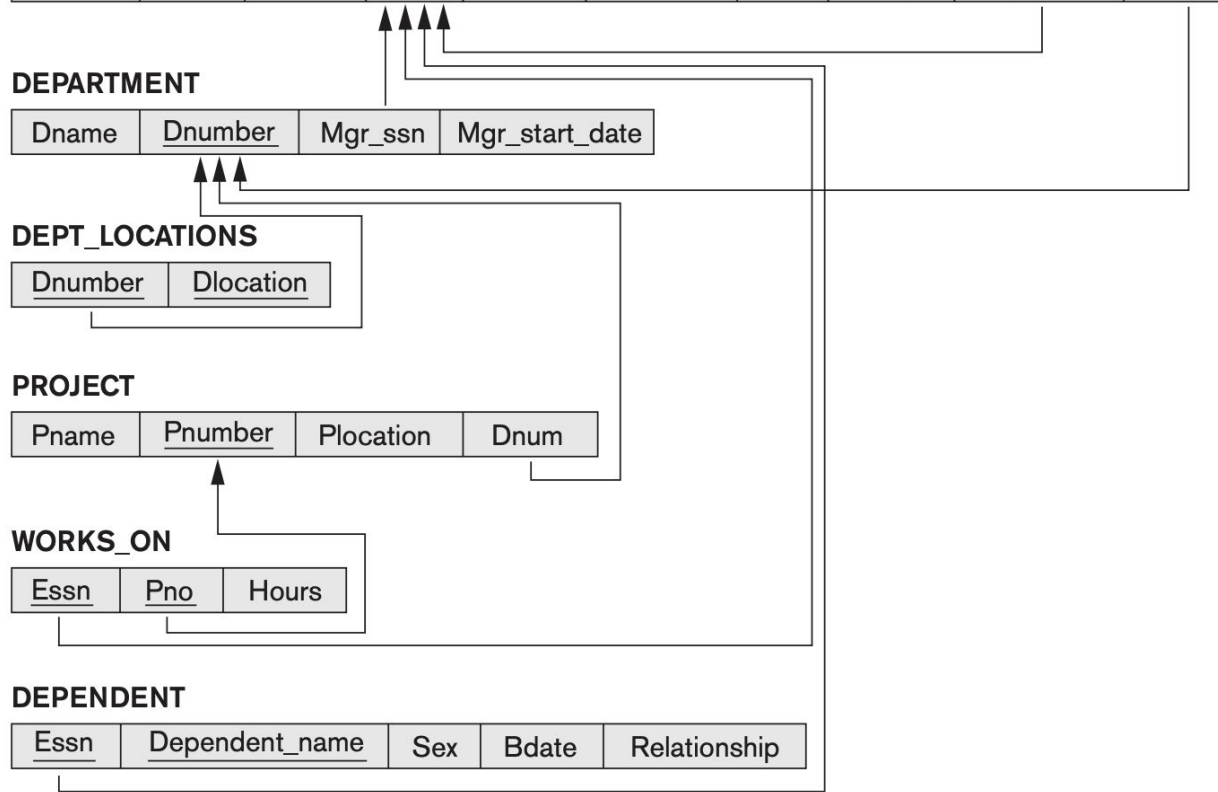 DEPARTMENT
Dname Dnumber Mgr_ssn Mgr_start_date
DEPT_LOCATIONS
Dnumber Dlocation
PROJECT
Pname Pnumber Plocation Dnum
WORKS_ON
Essn Pno Hours
DEPENDENT
Essn Dependent_name Sex Bdate Relationship